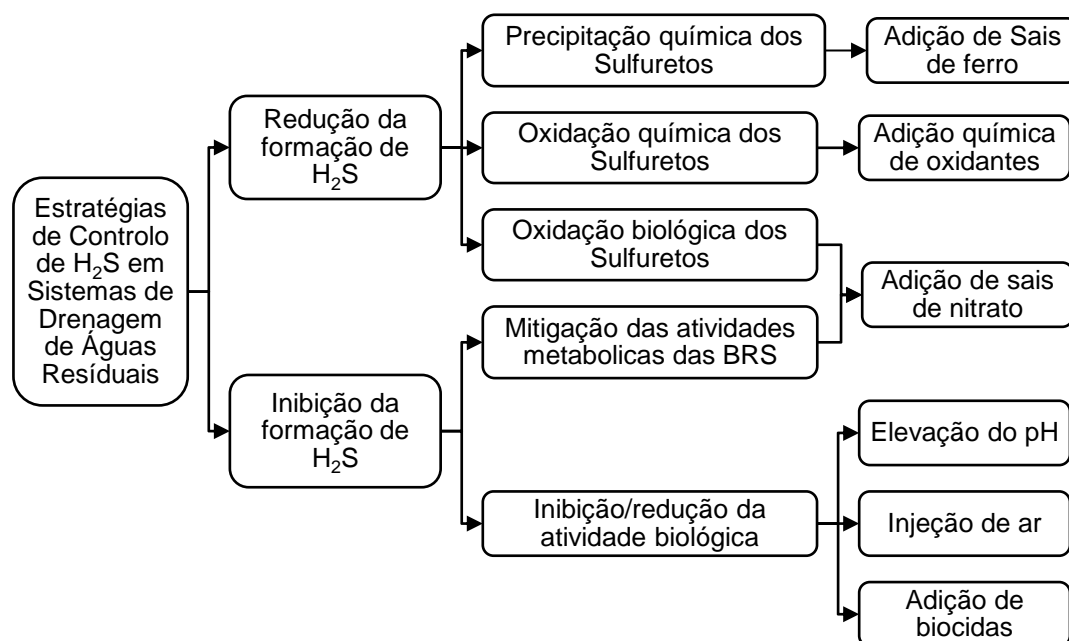 Estratégias
de Controlo
de H₂S em
Sistemas de
Drenagem
de Águas
Resíduais
Redução da
formação de
H₂S
Inibição da
formação de
H₂S
Precipitação química dos
Sulfuretos
Oxidação química dos
Sulfuretos
Oxidação biológica dos
Sulfuretos
Mitigação das atividades
metabolicas das BRS
Inibição/redução da
atividade biológica
Adição de Sais
de ferro
Adição química
de oxidantes
Adição de sais
de nitrato
Elevação do pH
Injeção de ar
Adição de
biocidas